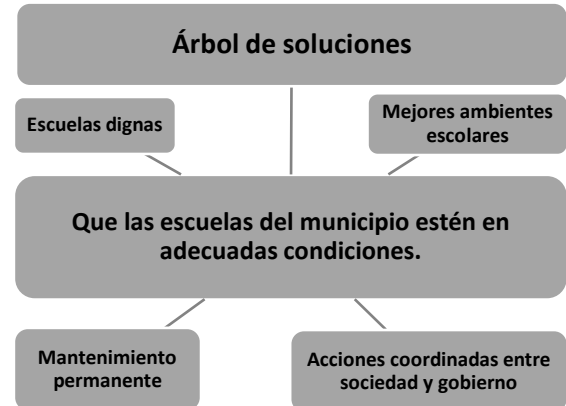 Árbol de soluciones
Escuelas dignas
Mejores ambientes
escolares
Que las escuelas del municipio estén en
adecuadas condiciones.
Mantenimiento
permanente
Acciones coordinadas entre
sociedad y gobierno